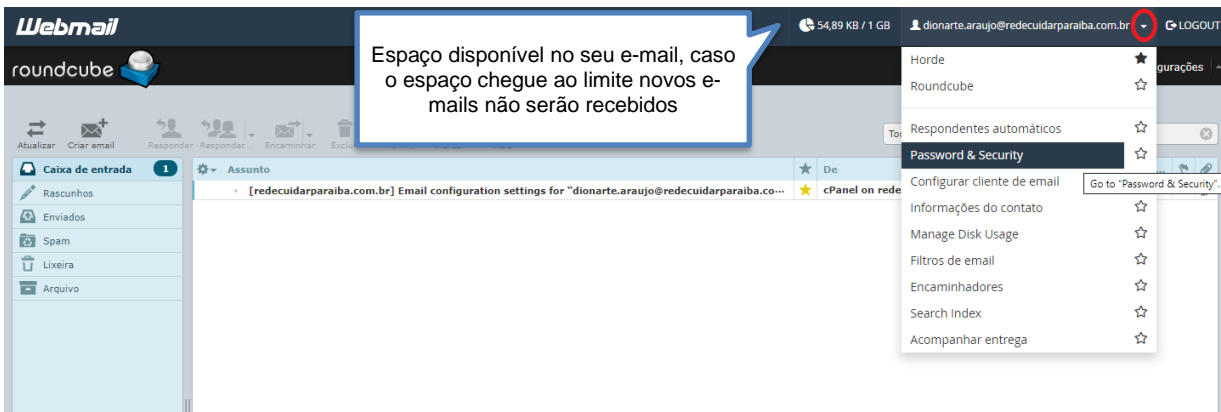 Webmail
54,89 KB / 1 GB
dionarte.araujo@redecuidarparaiba.com.br
LOGOUT
Espaço disponível no seu e-mail, caso
o espaço chegue ao limite novos e-
mails não serão recebidos
roundcube
gurações
Horde
Roundcube
Respondentes automáticos
Password & Security
Configurar cliente de email
Go to "Password & Security".
Informações do contato
Manage Disk Usage
Filtros de email
Encaminhadores
Search Index
Acompanhar entrega
Atualizar
Criar email
Responder
Responder ...
Encaminhar
Caixa de entrada
1
Rascunhos
Enviados
Spam
Lixeira
Arquivo
Assunto
De
[redecuidarparaiba.com.br] Email configuration settings for "dionarte.araujo@redecuidarparaiba.co...
cPanel on rede